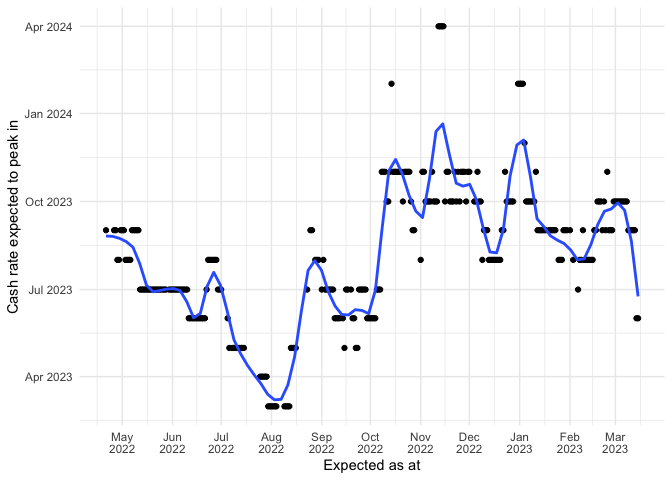 Cash rate expected to peak in
Apr 2024
Jan 2024
Oct 2023
Jul 2023
Apr 2023
May Jun Jul Aug Sep Oct Nov Dec Jan Feb Mar
2022 2022 2022 2022 2022 2022 2022 2022 2023 2023 2023
Expected as at